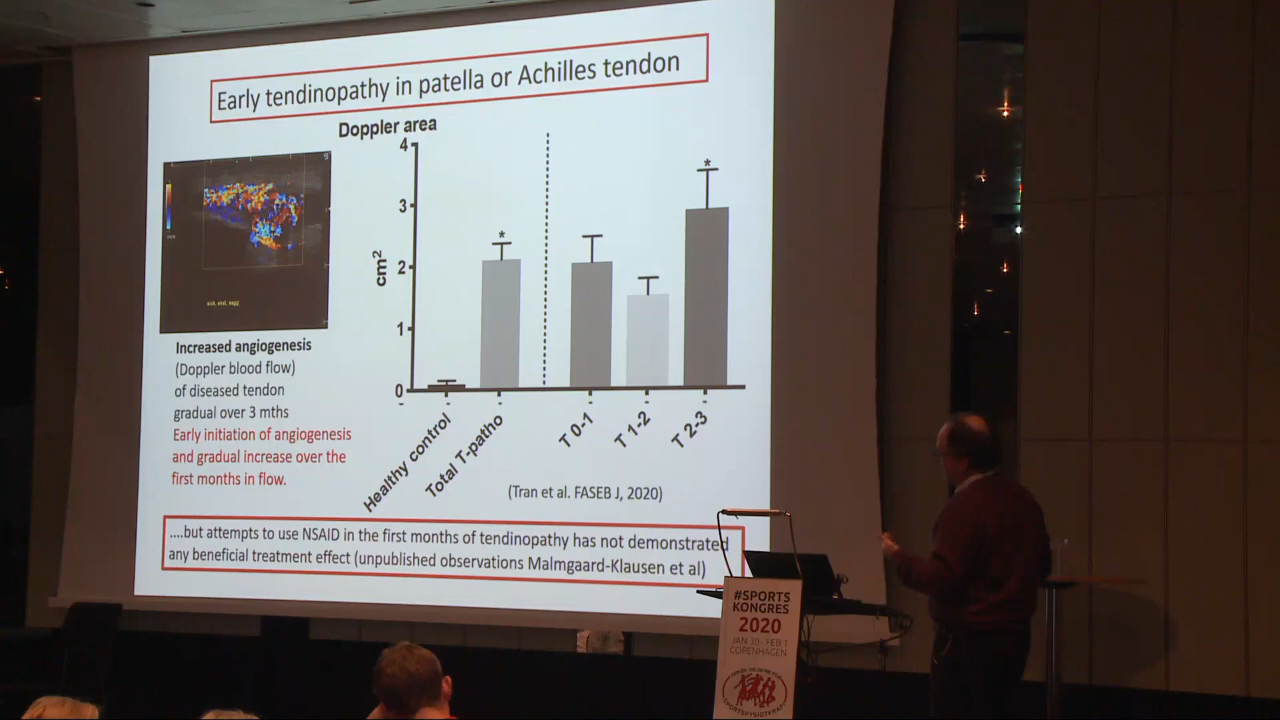 Early tendinopathy in patella or Achilles tendon
Doppler area
4
3
2
1
0
cm2
Healthy control
Total T-patho
T 0-1
T 1-2
T 2-3
*
*
Increased angiogenesis
(Doppler blood flow)
of diseased tendon
gradual over 3 mths
Early initiation of angiogenesis
and gradual increase over the
first months in flow.
(Tran et al. FASEB J, 2020)
....but attempts to use NSAID in the first months of tendinopathy has not demonstrated
any beneficial treatment effect (unpublished observations Malmgaard-Klausen et al)
#SPORTS
KONGRES
2020
JAN 30 - FEB 1
COPENHAGEN